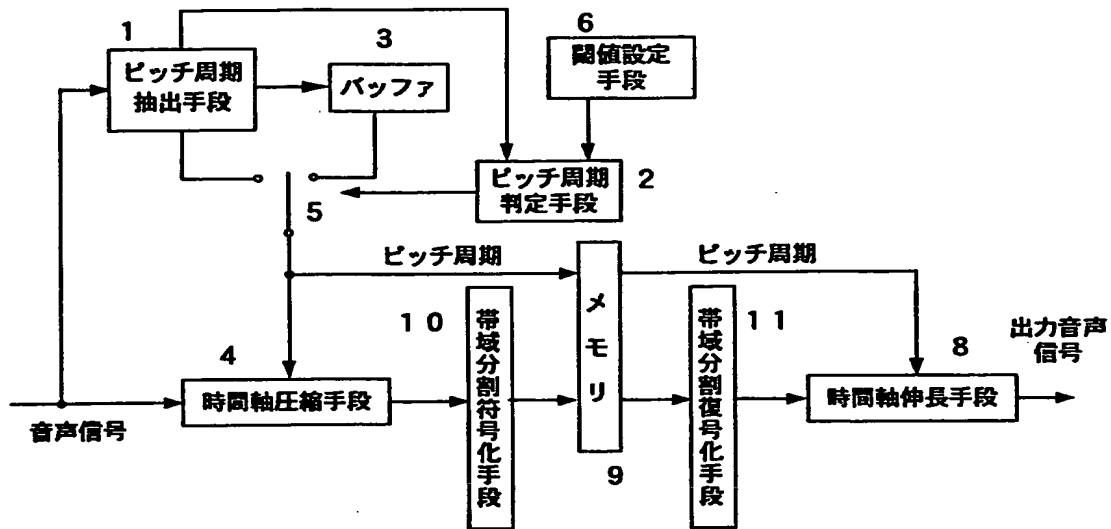 1
ピッチ周期
抽出手段
3
バッファ
6
閾値設定
手段
ピッチ周期
判定手段
2
5
ピッチ周期
ピッチ周期
メモリ
9
10
帯域分割符号化手段
帯域分割復号化手段
11
4
時間軸圧縮手段
音声信号
8
時間軸伸長手段
出力音声
信号